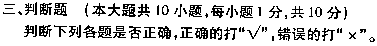 三、判断题 (本大题共10小题,每小题1分,共10分)
判断下列各题是否正确,正确的打“√”,错误的打“×”。